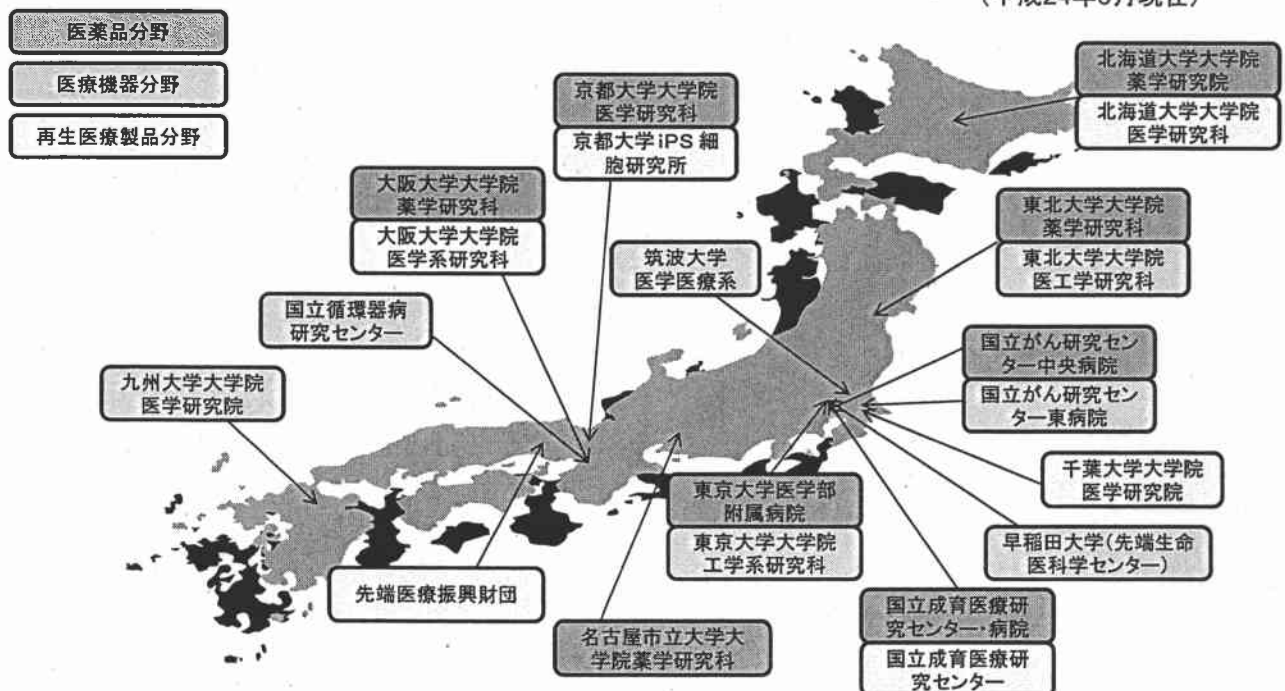 (平成24年5月現在)
医薬品分野
医療機器分野
再生医療製品分野
北海道大学大学院
薬学研究院
北海道大学大学院
医学研究科
京都大学大学院
医学研究科
京都大学iPS 細
胞研究所
大阪大学大学院
薬学研究科
大阪大学大学院
医学系研究科
筑波大学
医学医療系
東北大学大学院
薬学研究科
東北大学大学院
医工学研究科
国立循環器病
研究センター
国立がん研究セン
ター中央病院
国立がん研究セン
ター東病院
九州大学大学院
医学研究院
千葉大学大学院
医学研究院
東京大学医学部
附属病院
東京大学大学院
工学系研究科
早稲田大学(先端生命
医科学センター)
先端医療振興財団
国立成育医療研
究センター・病院
国立成育医療研
究センター
名古屋市立大学大
学院薬学研究科